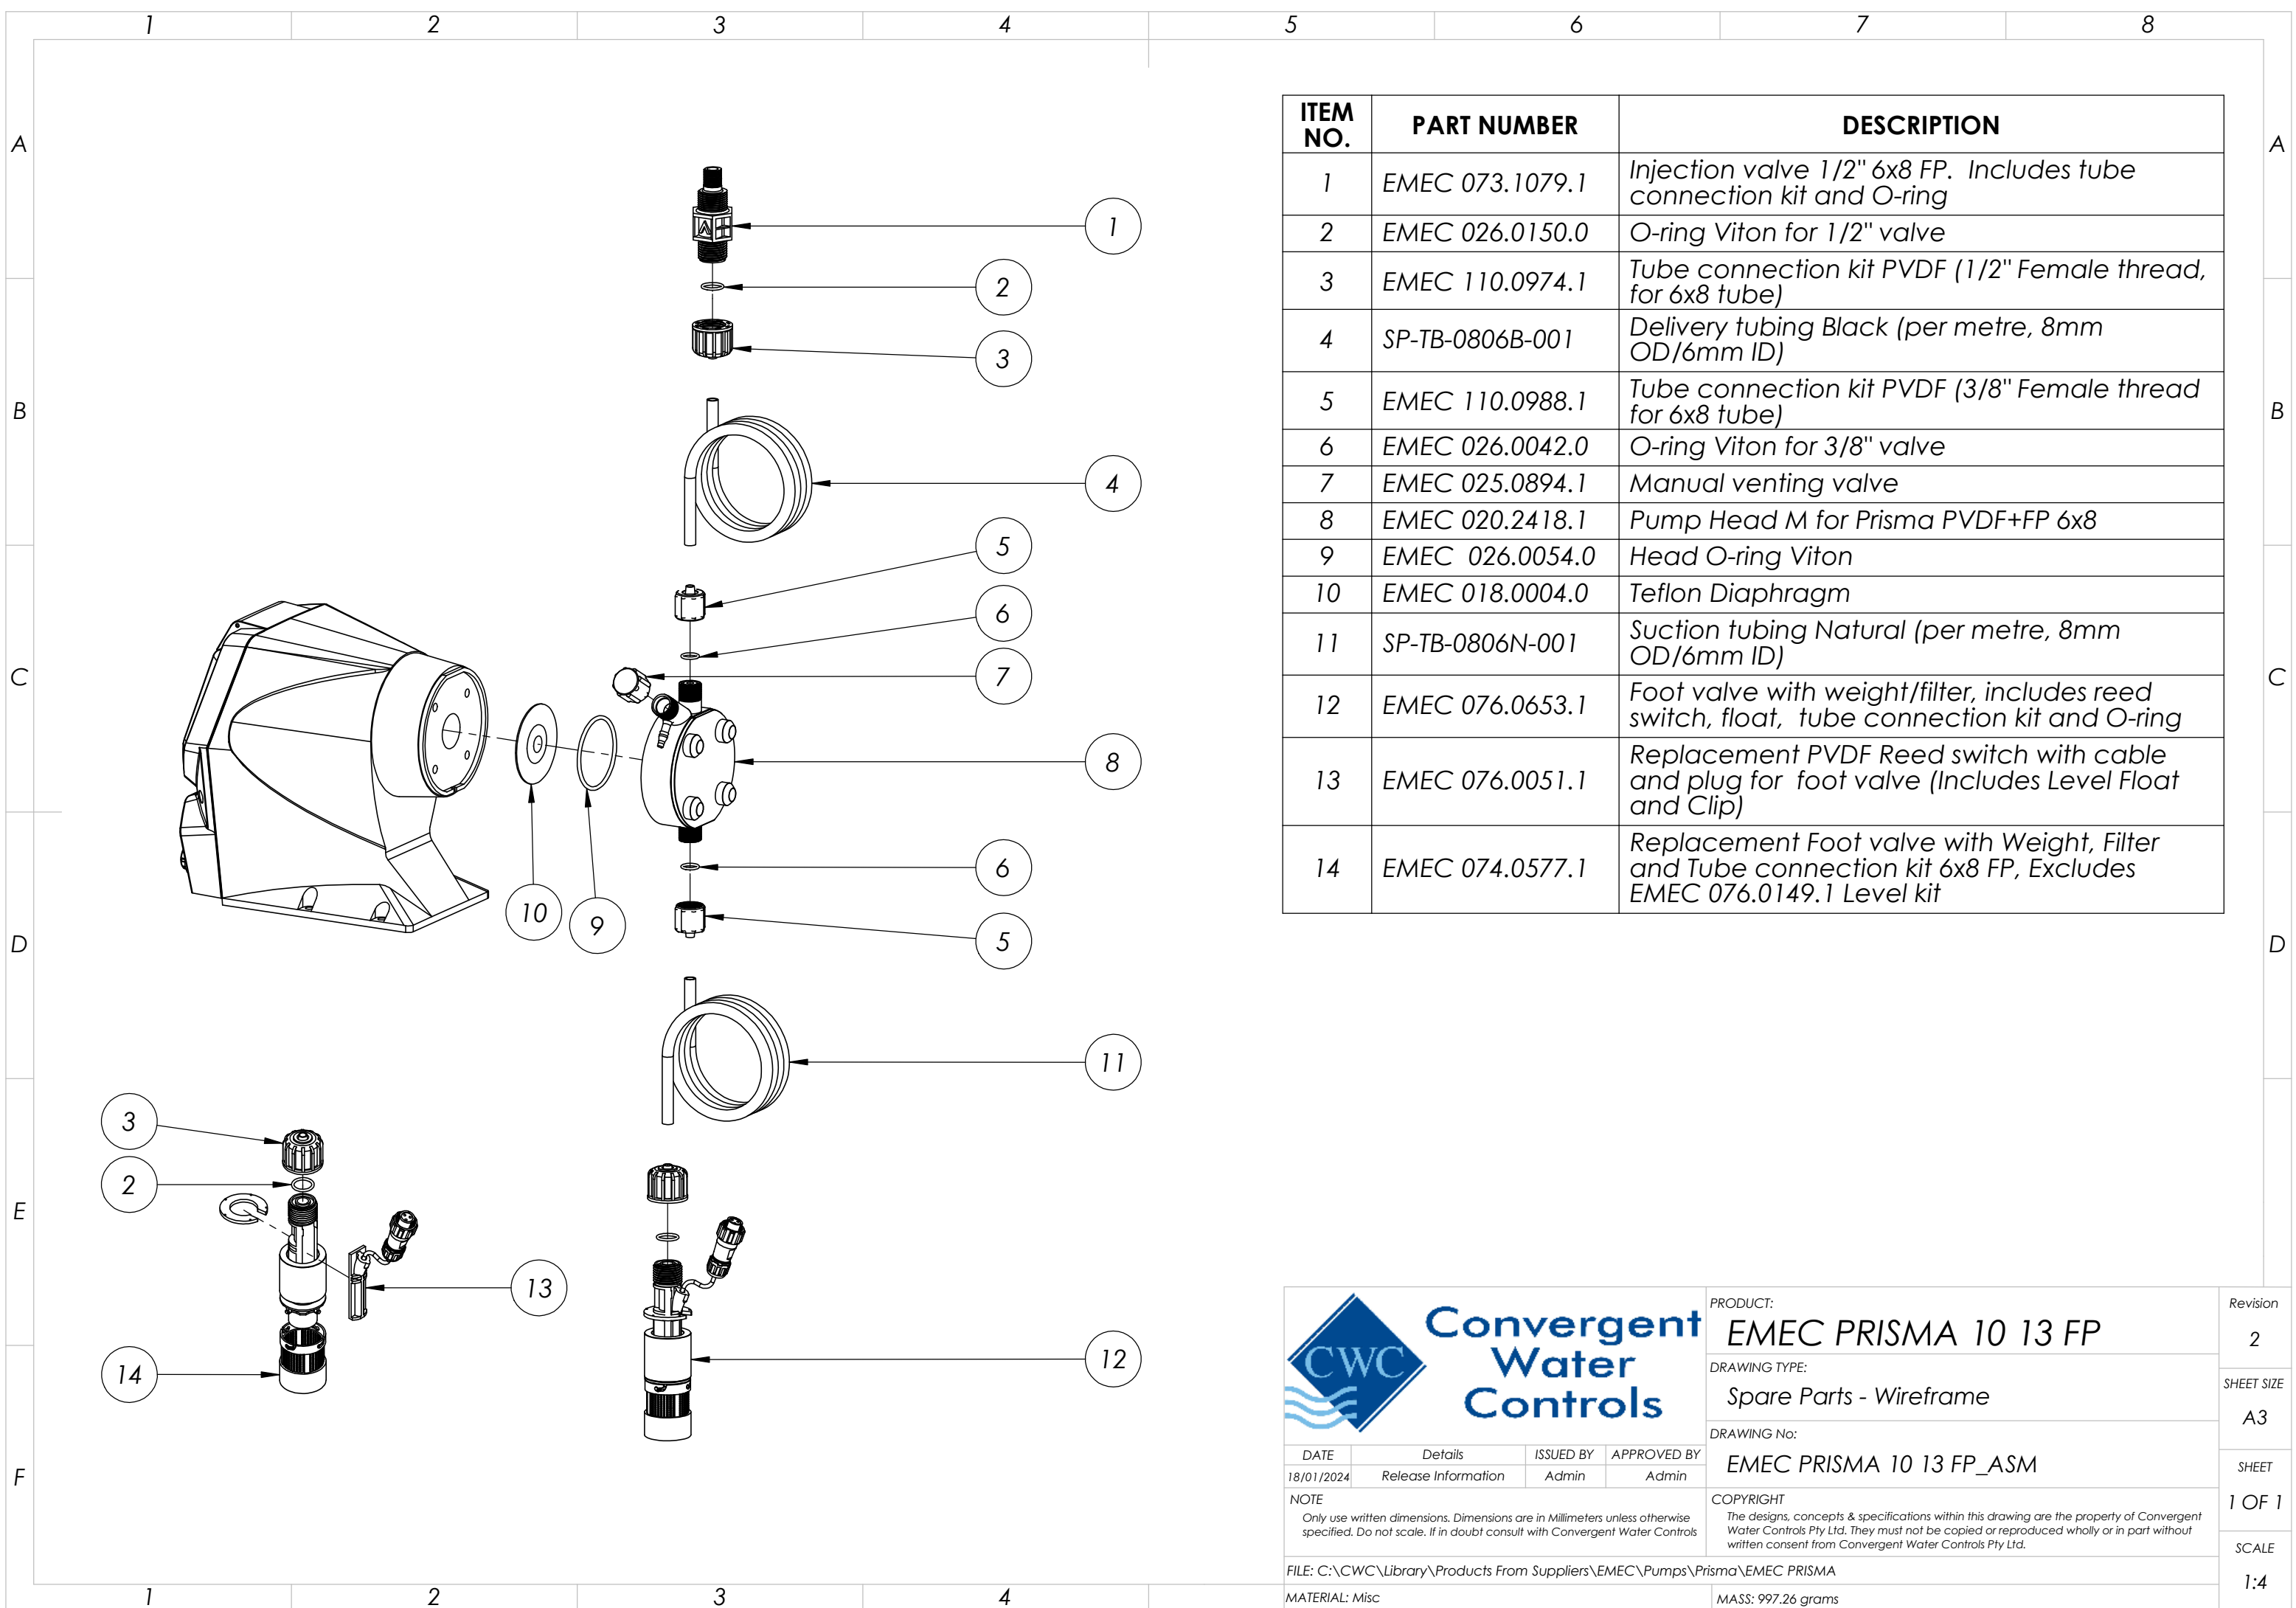 1 2 3 4 5 6 7 8
A A
B B
C C
D D
E
F
1
2
3
4
5
6
7
8
6
5
10
9
11
3
2
13
14
12
ITEM NO. PART NUMBER DESCRIPTION
1 EMEC 073.1079.1 Injection valve 1/2" 6x8 FP. Includes tube
connection kit and O-ring
2 EMEC 026.0150.0 O-ring Viton for 1/2" valve
3 EMEC 110.0974.1 Tube connection kit PVDF (1/2" Female thread,
for 6x8 tube)
4 SP-TB-0806B-001 Delivery tubing Black (per metre, 8mm
OD/6mm ID)
5 EMEC 110.0988.1 Tube connection kit PVDF (3/8" Female thread
for 6x8 tube)
6 EMEC 026.0042.0 O-ring Viton for 3/8" valve
7 EMEC 025.0894.1 Manual venting valve
8 EMEC 020.2418.1 Pump Head M for Prisma PVDF+FP 6x8
9 EMEC 026.0054.0 Head O-ring Viton
10 EMEC 018.0004.0 Teflon Diaphragm
11 SP-TB-0806N-001 Suction tubing Natural (per metre, 8mm
OD/6mm ID)
12 EMEC 076.0653.1 Foot valve with weight/filter, includes reed
switch, float, tube connection kit and O-ring
13 EMEC 076.0051.1 Replacement PVDF Reed switch with cable
and plug for foot valve (Includes Level Float
and Clip)
14 EMEC 074.0577.1 Replacement Foot valve with Weight, Filter
and Tube connection kit 6x8 FP, Excludes
EMEC 076.0149.1 Level kit
CWC
Convergent
Water
Controls
PRODUCT:
EMEC PRISMA 10 13 FP
Revision
2
DRAWING TYPE:
Spare Parts - Wireframe
SHEET SIZE
A3
DRAWING No:
EMEC PRISMA 10 13 FP_ASM
SHEET
1 OF 1
DATE Details ISSUED BY APPROVED BY
18/01/2024 Release Information Admin Admin
NOTE
Only use written dimensions. Dimensions are in Millimeters unless otherwise
specified. Do not scale. If in doubt consult with Convergent Water Controls
COPYRIGHT
The designs, concepts & specifications within this drawing are the property of Convergent
Water Controls Pty Ltd. They must not be copied or reproduced wholly or in part without
written consent from Convergent Water Controls Pty Ltd.
SCALE
1:4
FILE: C:\CWC\Library\Products From Suppliers\EMEC\Pumps\Prisma\EMEC PRISMA
MATERIAL: Misc
MASS: 997.26 grams
1 2 3 4